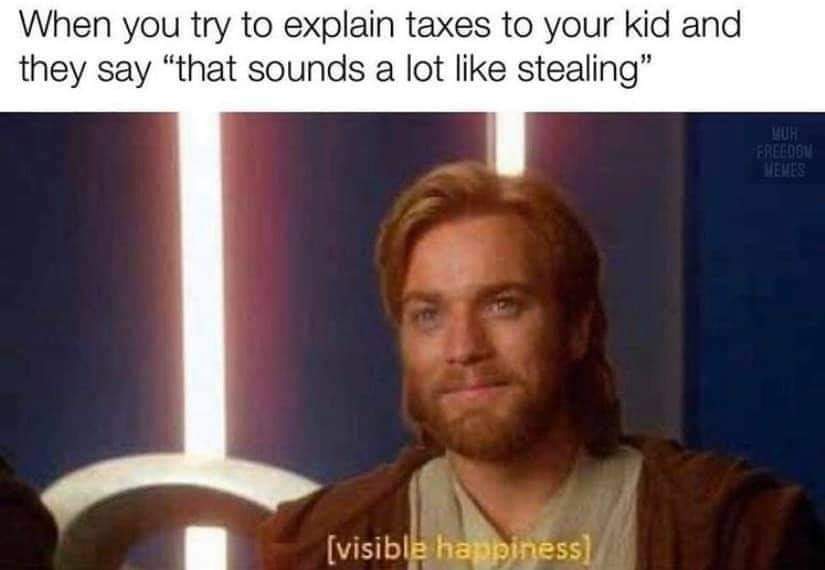 When you try to explain taxes to your kid and
they say “that sounds a lot like stealing”
MUH
FREEDOM
MEMES
[visible happiness]